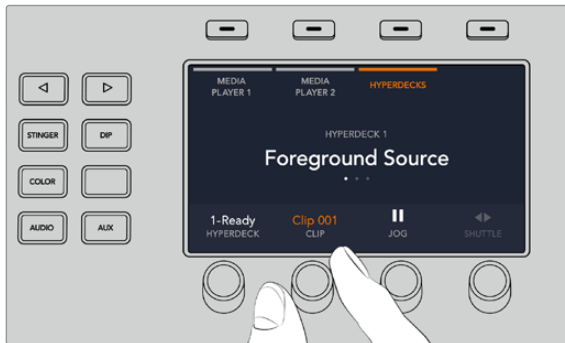 MEDIA
PLAYER 1
MEDIA
PLAYER 2
HYPERDECKS
STINGER
DIP
COLOR
AUDIO
AUX
HYPERDECK 1
Foreground Source
1-Ready
HYPERDECK
Clip 001
CLIP
JOG
SHUTTLE